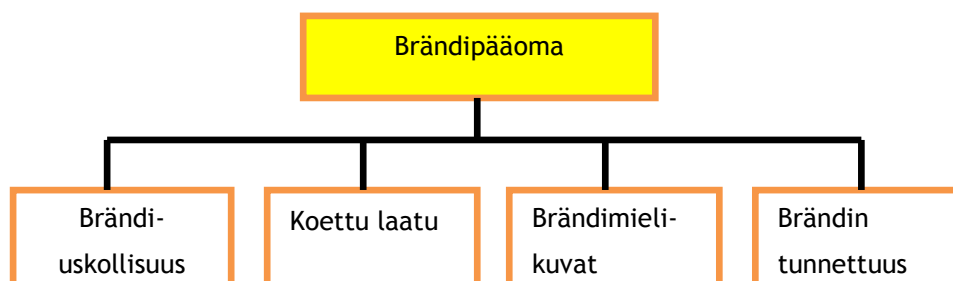 Brändipääoma
Brändi-
uskollisuus
Koettu laatu
Brändimieli-
kuvat
Brändin
tunnettuus